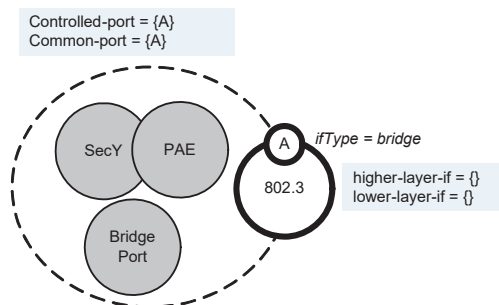 Controlled-port = {A}
Common-port = {A}
SecY
PAE
A
ifType = bridge
802.3
higher-layer-if = {}
lower-layer-if = {}
Bridge
Port